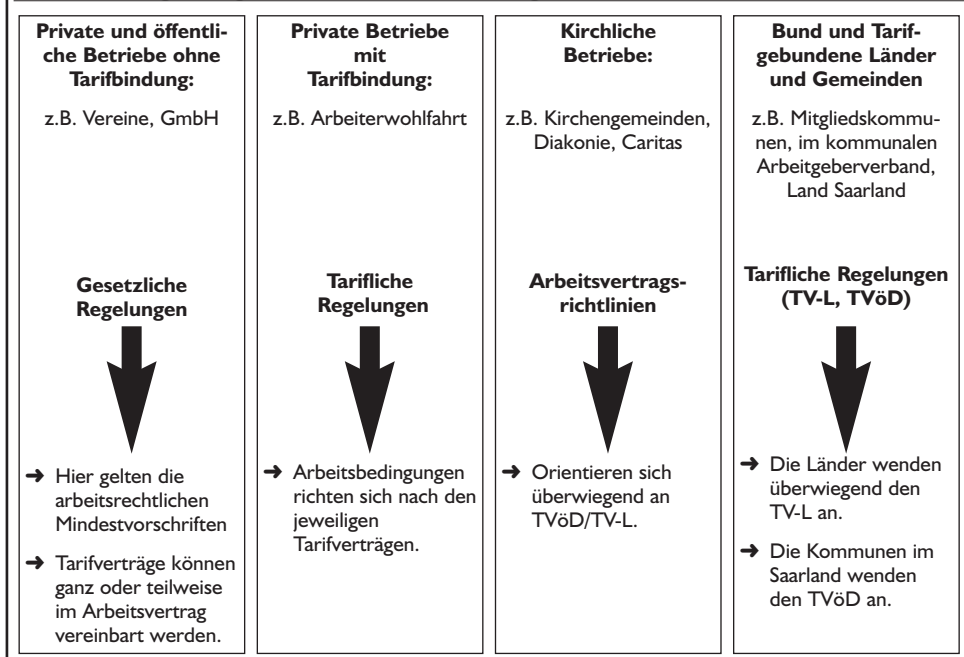 Private und öffentli-
che Betriebe ohne
Tarifbindung:
z.B. Vereine, GmbH
Gesetzliche
Regelungen
➜ Hier gelten die
arbeitsrechtlichen
Mindestvorschriften
➜ Tarifverträge können
ganz oder teilweise
im Arbeitsvertrag
vereinbart werden.
Private Betriebe
mit
Tarifbindung:
z.B. Arbeiterwohlfahrt
Tarifliche
Regelungen
➜ Arbeitsbedingungen
richten sich nach den
jeweiligen
Tarifverträgen.
Kirchliche
Betriebe:
z.B. Kirchengemeinden,
Diakonie, Caritas
Arbeitsvertrags-
richtlinien
➜ Orientieren sich
überwiegend an
TVöD/TV-L.
Bund und Tarif-
gebundene Länder
und Gemeinden
z.B. Mitgliedskommu-
nen, im kommunalen
Arbeitgeberverband,
Land Saarland
Tarifliche Regelungen
(TV-L, TVöD)
➜ Die Länder wenden
überwiegend den
TV-L an.
➜ Die Kommunen im
Saarland wenden
den TVöD an.